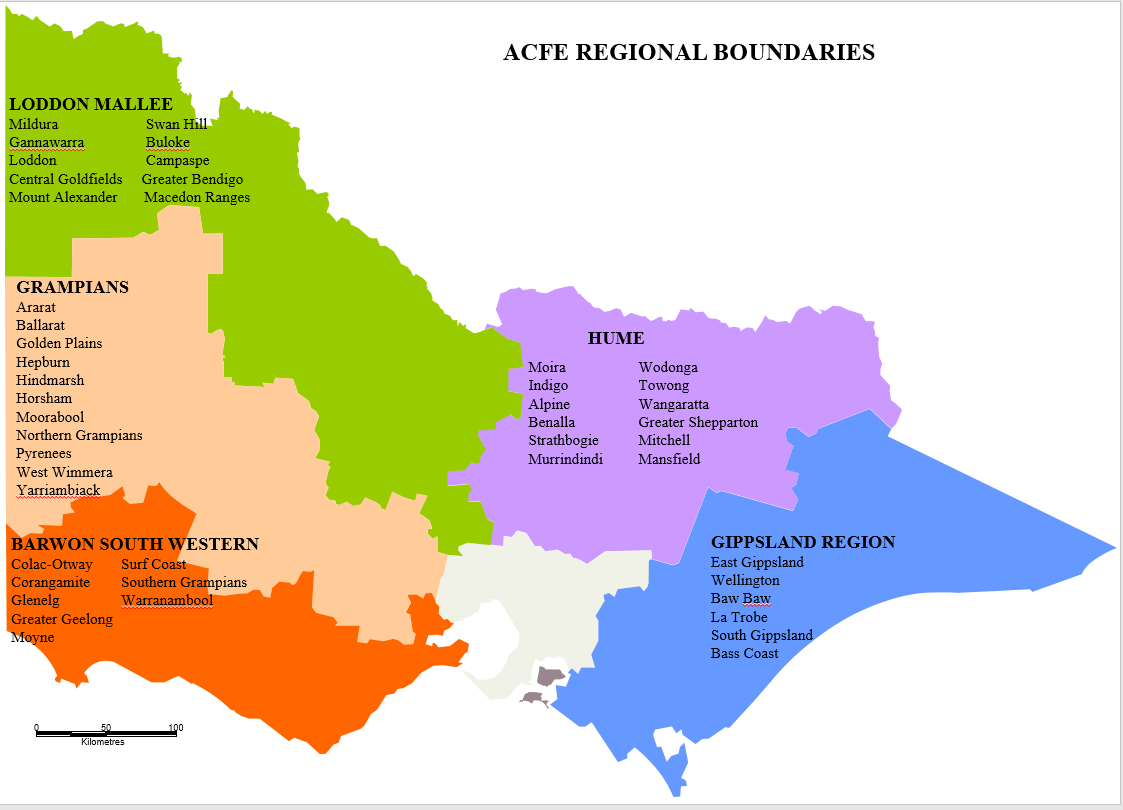 ACFE REGIONAL BOUNDARIES
LODDON MALLEE
Mildura Swan Hill
Gannawarra Buloke
Loddon Campaspe
Central Goldfields Greater Bendigo
Mount Alexander Macedon Ranges
GRAMPIANS
Ararat
Ballarat
Golden Plains
Hepburn
Hindmarsh
Horsham
Moorabool
Northern Grampians
Pyrenees
West Wimmera
Yarriambiack
HUME
Moira Wodonga
Indigo Towong
Alpine Wangaratta
Benalla Greater Shepparton
Strathbogie Mitchell
Murrindindi Mansfield
BARWON SOUTH WESTERN
Colac-Otway Surf Coast
Corangamite Southern Grampians
Glenelg Warranambool
Greater Geelong
Moyne
GIPPSLAND REGION
East Gippsland
Wellington
Baw Baw
La Trobe
South Gippsland
Bass Coast
0 50 100
Kilometres